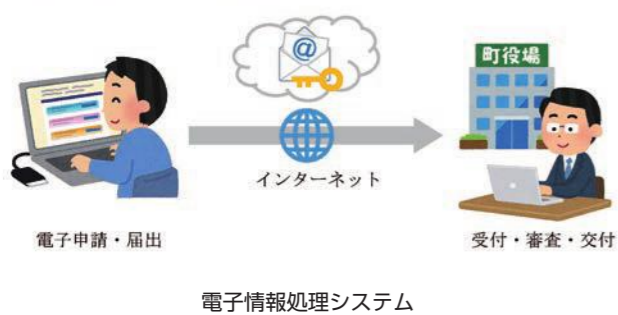 @
町役場
インターネット
電子申請・届出
受付・審査・交付
電子情報処理システム